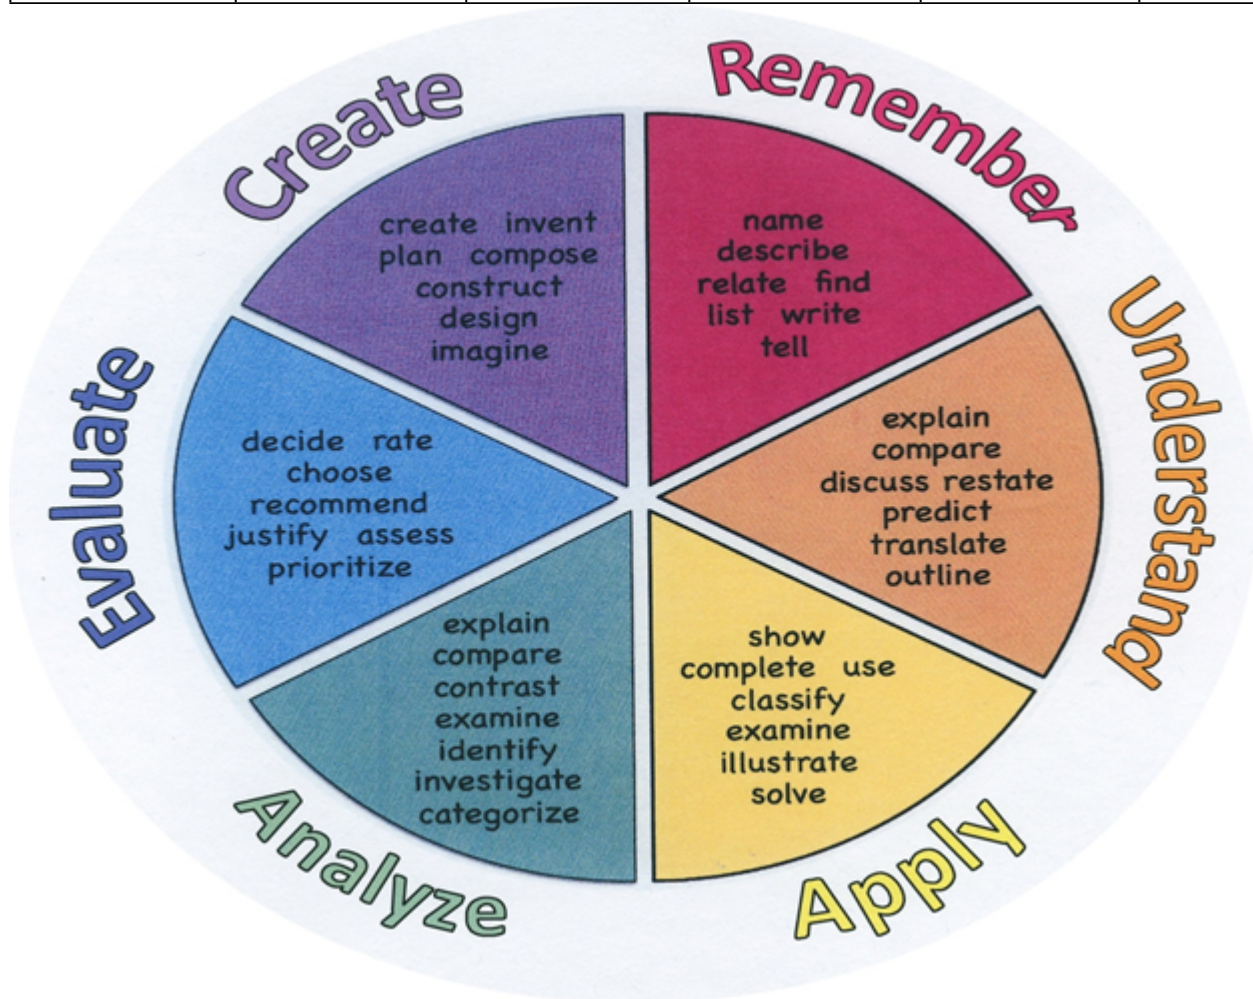 Remember
name
describe
relate find
list write
tell
Understand
explain
compare
discuss restate
predict
translate
outline
Apply
show
complete use
classify
examine
illustrate
solve
Analyze
explain
compare
contrast
examine
identify
investigate
categorize
Evaluate
decide rate
choose
recommend
justify assess
prioritize
Create
create invent
plan compose
construct
design
imagine